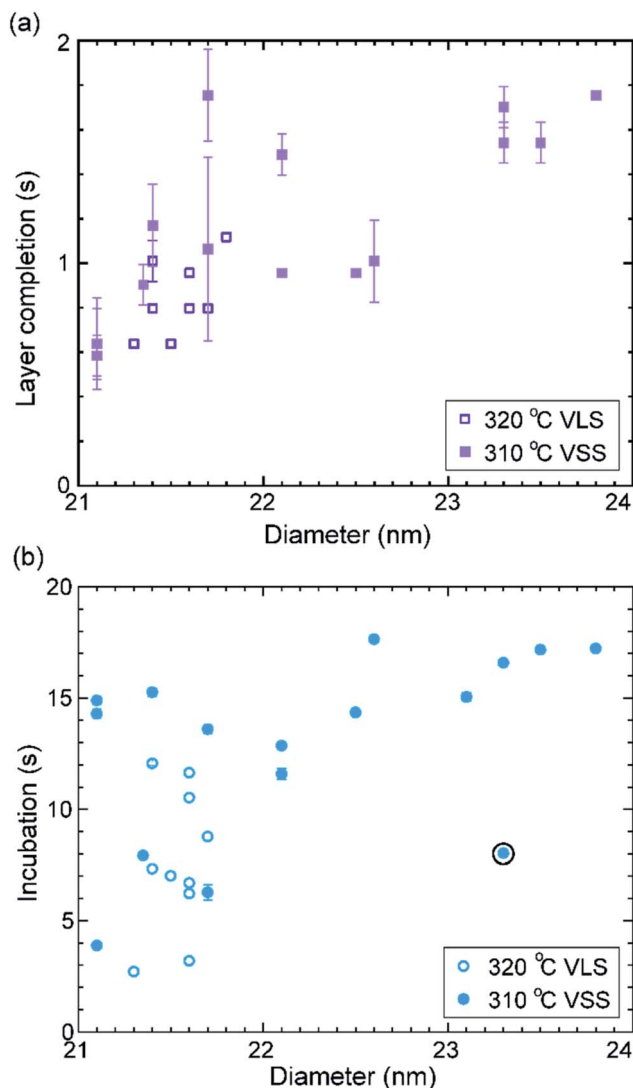 (a)
2
1
0
Layer completion (s)
21 22 23 24
Diameter (nm)
320 °C VLS
310 °C VSS
(b)
20
15
10
5
0
Incubation (s)
21 22 23 24
Diameter (nm)
320 °C VLS
310 °C VSS